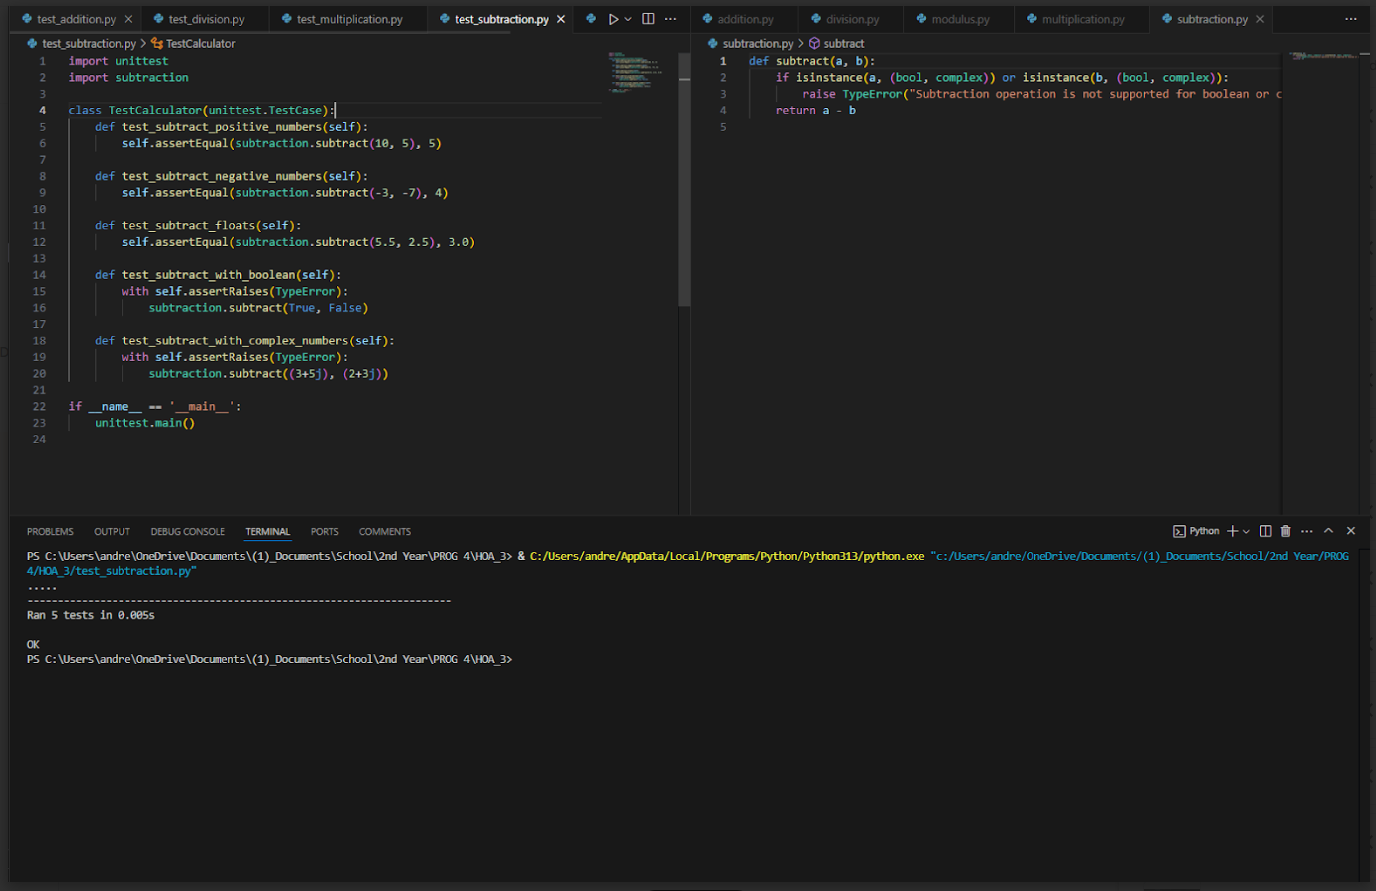 test_addition.py
test_division.py
test_multiplication.py
test_subtraction.py
addition.py
division.py
modulus.py
multiplication.py
subtraction.py
test_subtraction.py > TestCalculator
1 import unittest
2 import subtraction
3
4 class TestCalculator(unittest.TestCase):
5 def test_subtract_positive_numbers(self):
6 self.assertEqual(subtraction.subtract(10, 5), 5)
7
8 def test_subtract_negative_numbers(self):
9 self.assertEqual(subtraction.subtract(-3, -7), 4)
10
11 def test_subtract_floats(self):
12 self.assertEqual(subtraction.subtract(5.5, 2.5), 3.0)
13
14 def test_subtract_with_boolean(self):
15 with self.assertRaises(TypeError):
16 subtraction.subtract(True, False)
17
18 def test_subtract_with_complex_numbers(self):
19 with self.assertRaises(TypeError):
20 subtraction.subtract((3+5j), (2+3j))
21
22 if __name__ == '__main__':
23 unittest.main()
24
subtraction.py > subtract
1 def subtract(a, b):
2 if isinstance(a, (bool, complex)) or isinstance(b, (bool, complex)):
3 raise TypeError("Subtraction operation is not supported for boolean or c
4 return a - b
5
PROBLEMS OUTPUT DEBUG CONSOLE TERMINAL PORTS COMMENTS
Python
PS C:\Users\andre\OneDrive\Documents\(1)_Documents\School\2nd Year\PROG 4\HOA_3> & C:/Users/andre/AppData/Local/Programs/Python/Python313/python.exe "c:/Users/andre/OneDrive/Documents/(1)_Documents/School/2nd Year/PROG
4/HOA_3/test_subtraction.py"
.....
----------------------------------------------------------------------
Ran 5 tests in 0.005s
OK
PS C:\Users\andre\OneDrive\Documents\(1)_Documents\School\2nd Year\PROG 4\HOA_3>